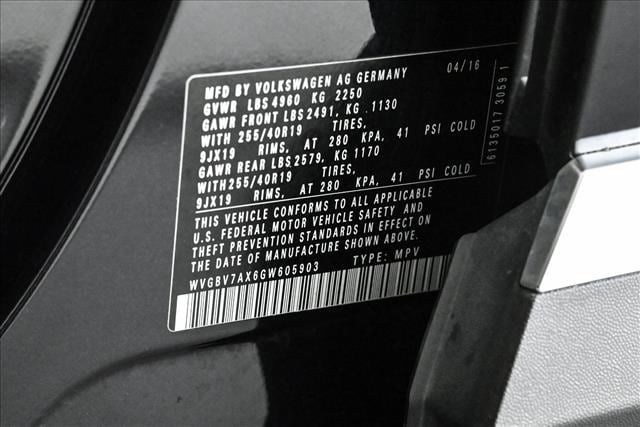 MFD BY VOLKSWAGEN AG GERMANY 04/16
GVWR LBS 4960 KG 2250
GAWR FRONT LBS 2491, KG 1130
WITH 255/40R19 TIRES,
9JX19 RIMS, AT 280 KPA, 41 PSI COLD
GAWR REAR LBS 2579, KG 1170
WITH 255/40R19 TIRES,
9JX19 RIMS, AT 280 KPA, 41 PSI COLD
THIS VEHICLE CONFORMS TO ALL APPLICABLE
U.S. FEDERAL MOTOR VEHICLE SAFETY AND
THEFT PREVENTION STANDARDS IN EFFECT ON
THE DATE OF MANUFACTURE SHOWN ABOVE.
WVGBV7AX6GW605903 TYPE: MPV
6135017 3059 1